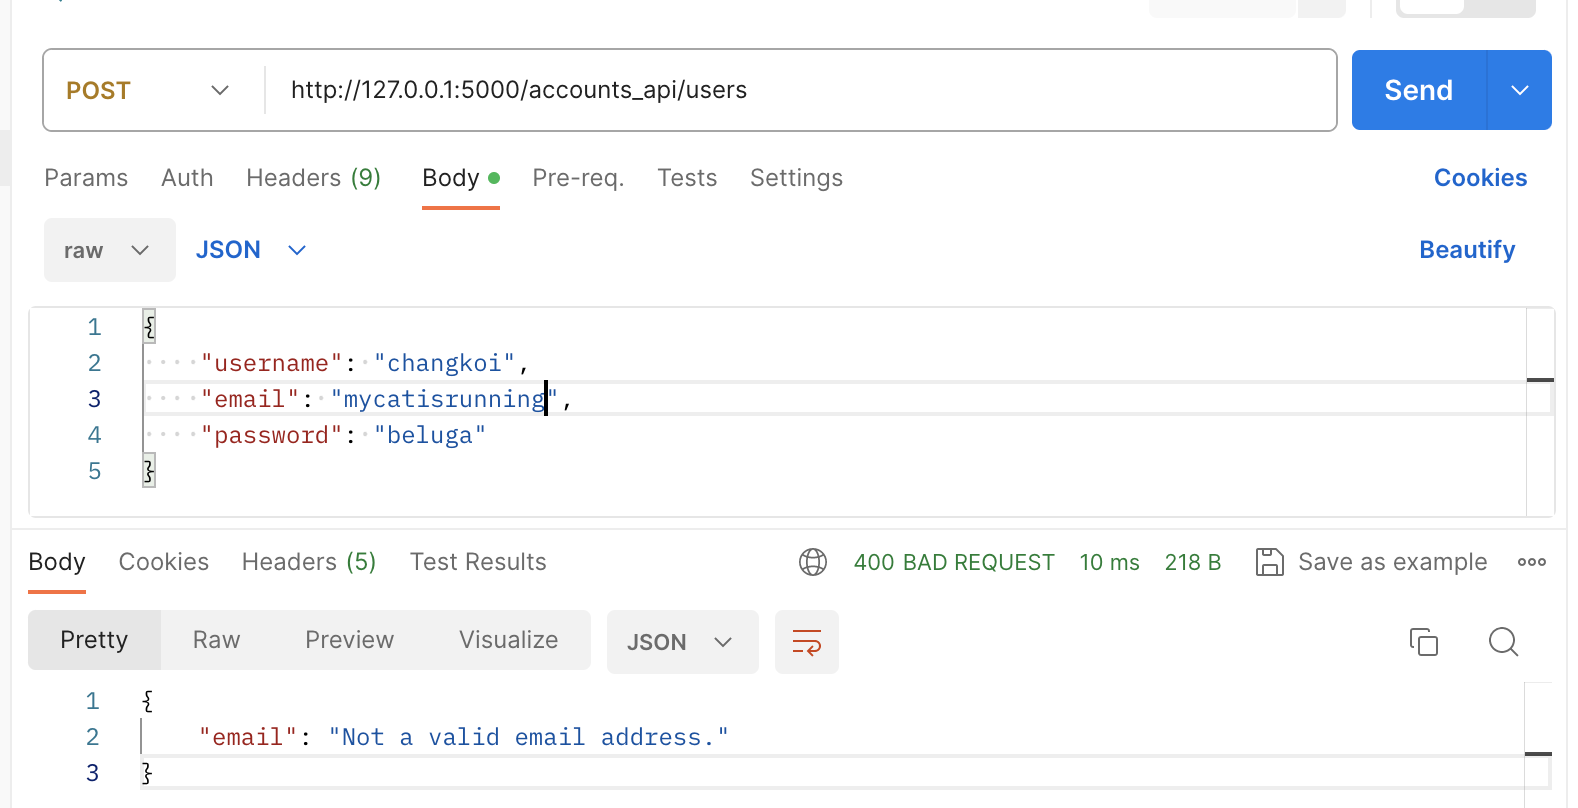 POST http://127.0.0.1:5000/accounts_api/users Send
Params Auth Headers (9) Body Pre-req. Tests Settings Cookies
raw JSON Beautify
1 {
2 "username": "changkoi",
3 "email": "mycatisrunning",
4 "password": "beluga"
5 }
Body Cookies Headers (5) Test Results 400 BAD REQUEST 10 ms 218 B Save as example
Pretty Raw Preview Visualize JSON
1 {
2 "email": "Not a valid email address."
3 }